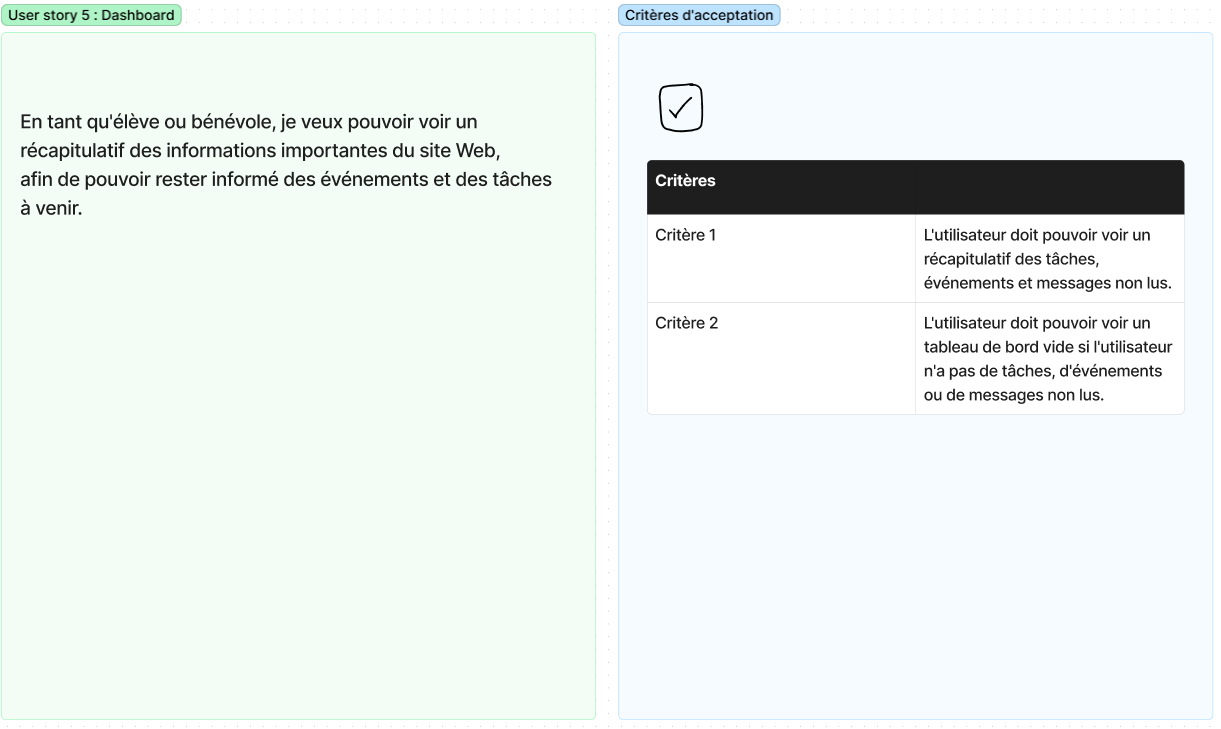 User story 5 : Dashboard
En tant qu'élève ou bénévole, je veux pouvoir voir un
récapitulatif des informations importantes du site Web,
afin de pouvoir rester informé des événements et des tâches
à venir.
Critères d'acceptation
Critères
Critère 1
L'utilisateur doit pouvoir voir un
récapitulatif des tâches,
événements et messages non lus.
Critère 2
L'utilisateur doit pouvoir voir un
tableau de bord vide si l'utilisateur
n'a pas de tâches, d'événements
ou de messages non lus.